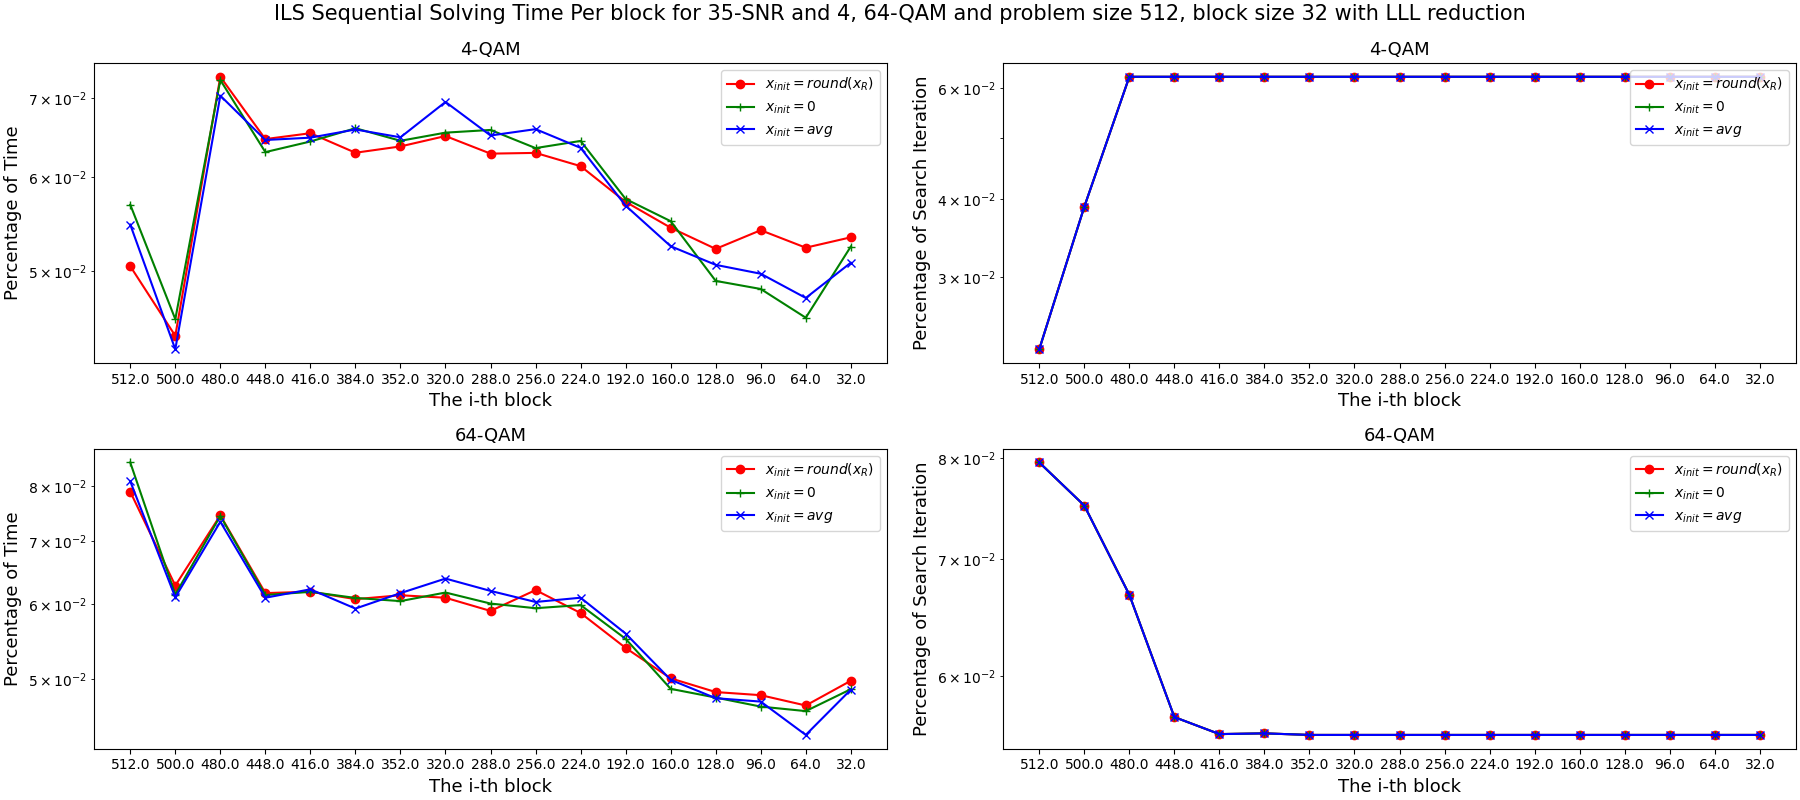 ILS Sequential Solving Time Per block for 35-SNR and 4, 64-QAM and problem size 512, block size 32 with LLL reduction
4-QAM
Percentage of Time
7 × 10⁻²
6 × 10⁻²
5 × 10⁻²
x_init = round(x_R)
x_init = 0
x_init = avg
512.0 500.0 480.0 448.0 416.0 384.0 352.0 320.0 288.0 256.0 224.0 192.0 160.0 128.0 96.0 64.0 32.0
The i-th block
4-QAM
Percentage of Search Iteration
6 × 10⁻²
4 × 10⁻²
3 × 10⁻²
x_init = round(x_R)
x_init = 0
x_init = avg
512.0 500.0 480.0 448.0 416.0 384.0 352.0 320.0 288.0 256.0 224.0 192.0 160.0 128.0 96.0 64.0 32.0
The i-th block
64-QAM
Percentage of Time
8 × 10⁻²
7 × 10⁻²
6 × 10⁻²
5 × 10⁻²
x_init = round(x_R)
x_init = 0
x_init = avg
512.0 500.0 480.0 448.0 416.0 384.0 352.0 320.0 288.0 256.0 224.0 192.0 160.0 128.0 96.0 64.0 32.0
The i-th block
64-QAM
Percentage of Search Iteration
8 × 10⁻²
7 × 10⁻²
6 × 10⁻²
x_init = round(x_R)
x_init = 0
x_init = avg
512.0 500.0 480.0 448.0 416.0 384.0 352.0 320.0 288.0 256.0 224.0 192.0 160.0 128.0 96.0 64.0 32.0
The i-th block